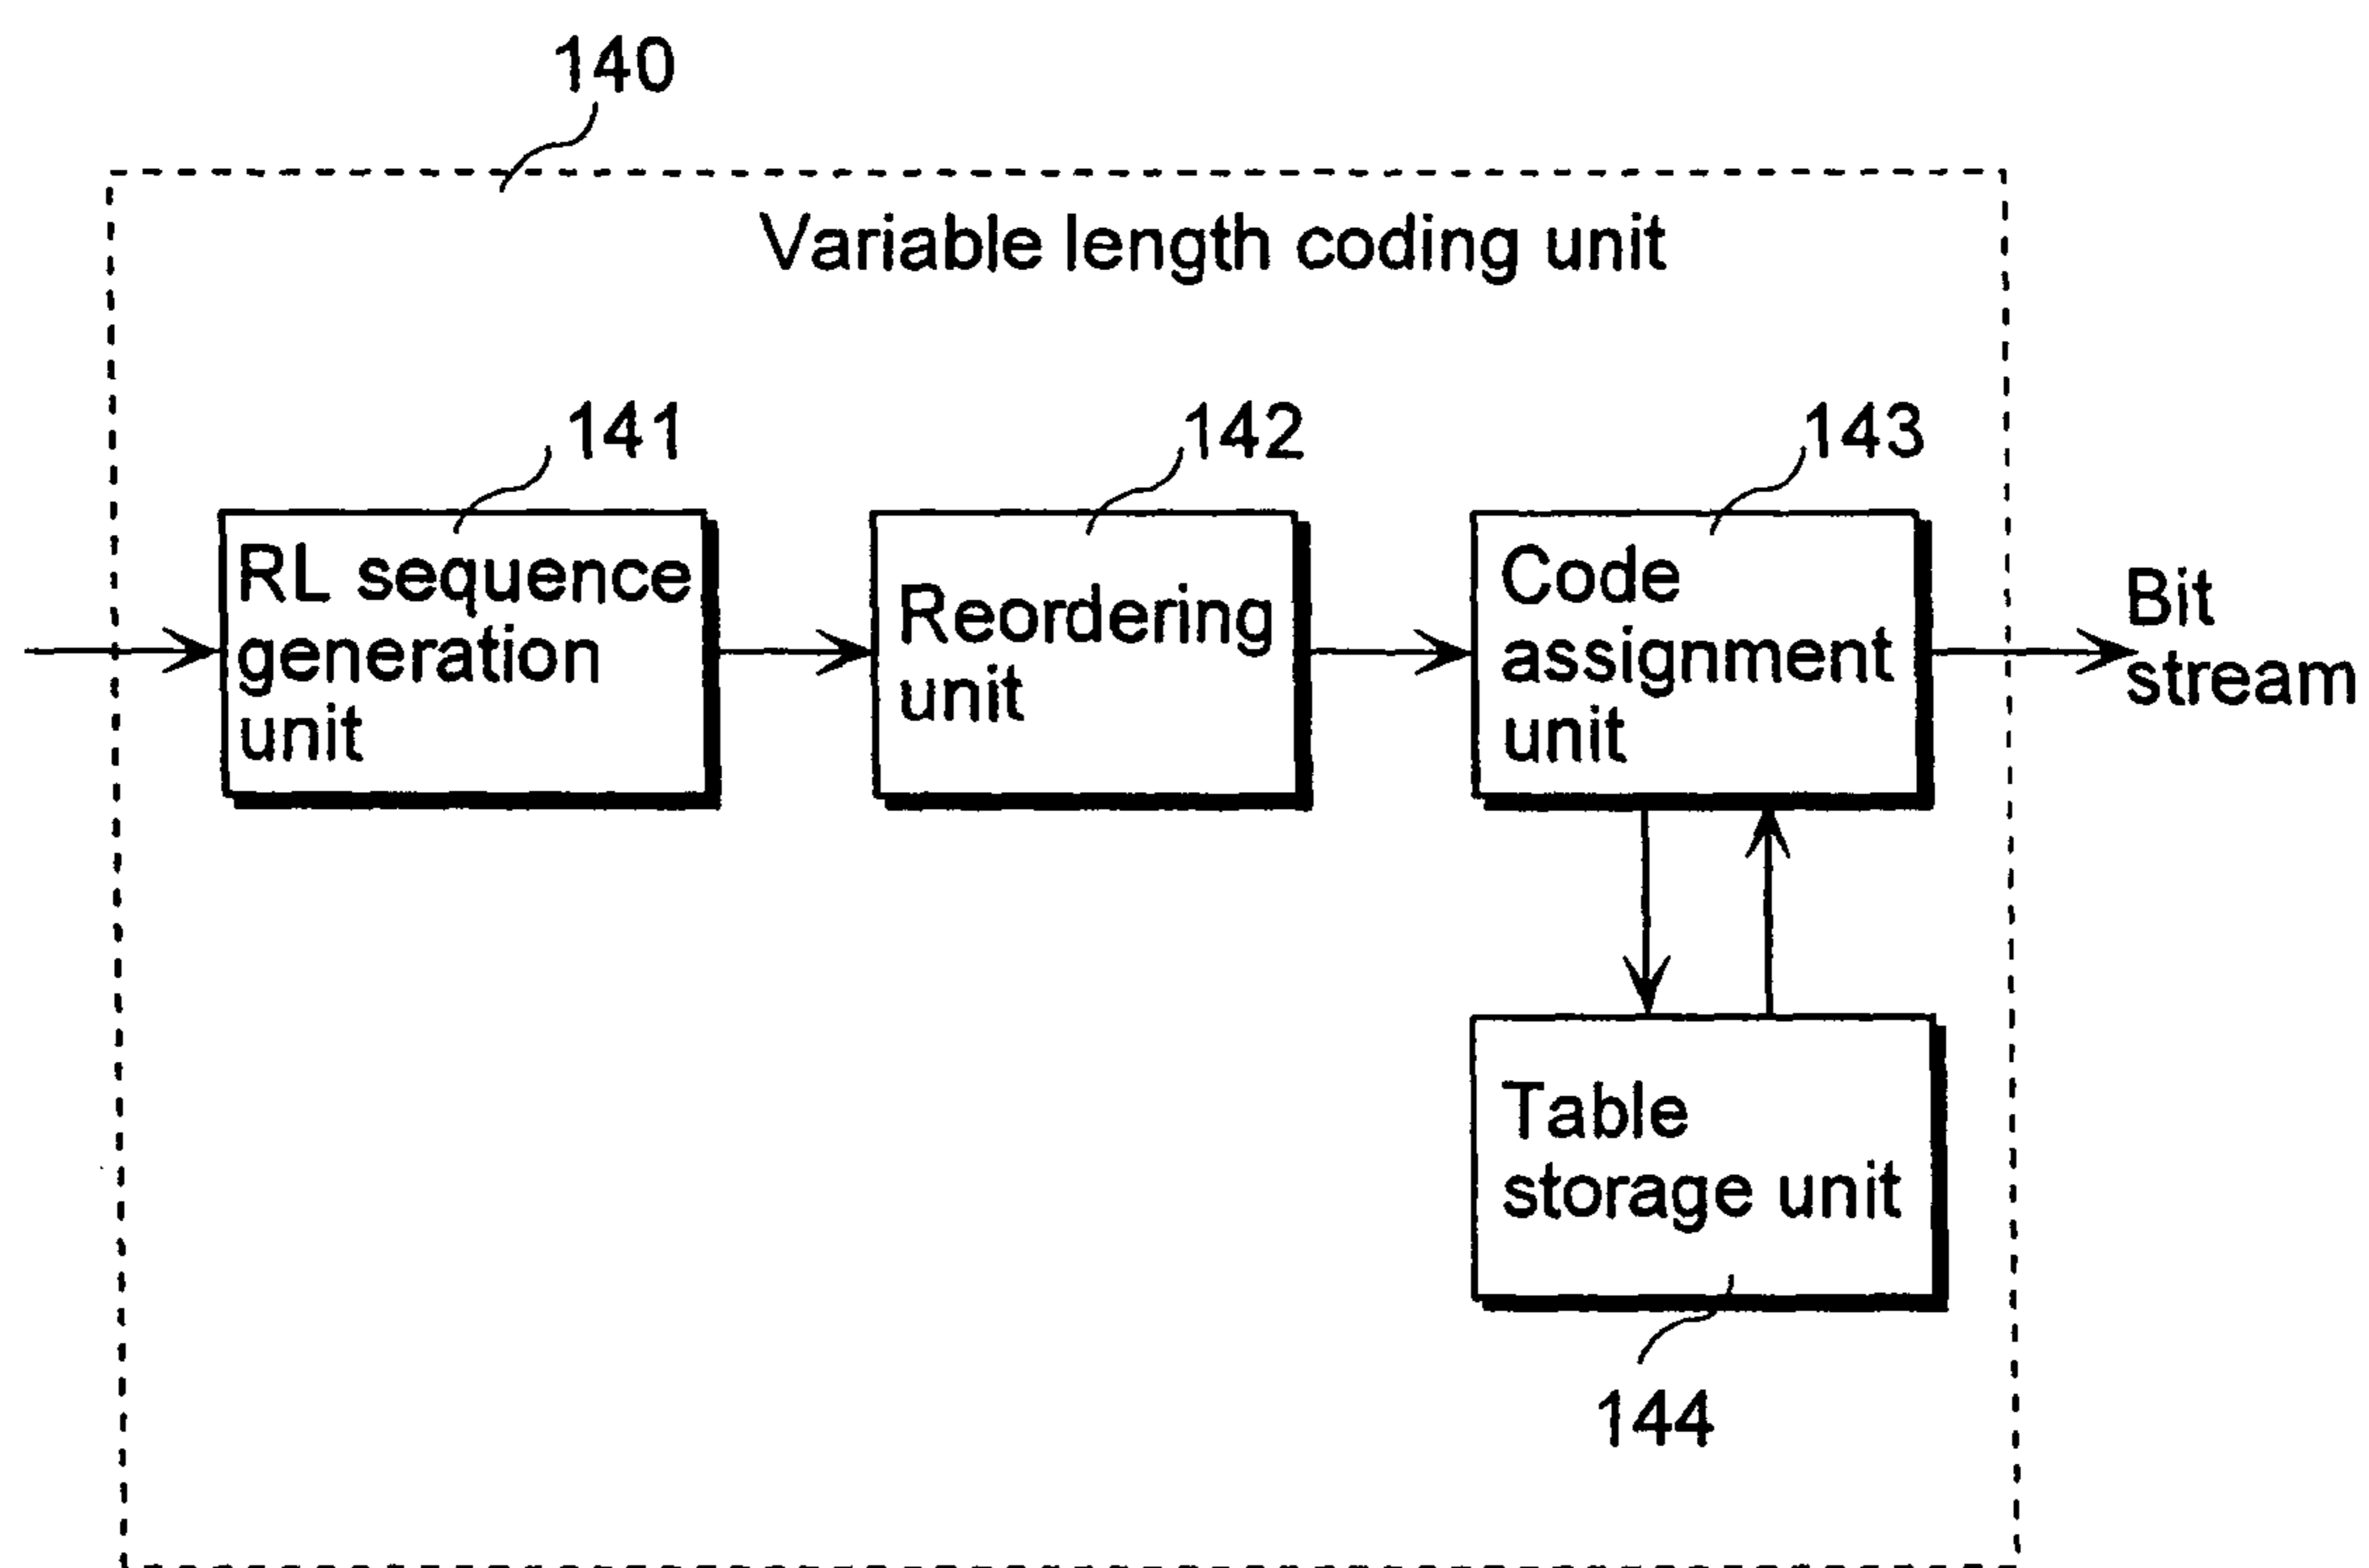 140
Variable length coding unit
141
142
143
RL sequence
generation
unit
Reordering
unit
Code
assignment
unit
Bit
stream
Table
storage unit
144